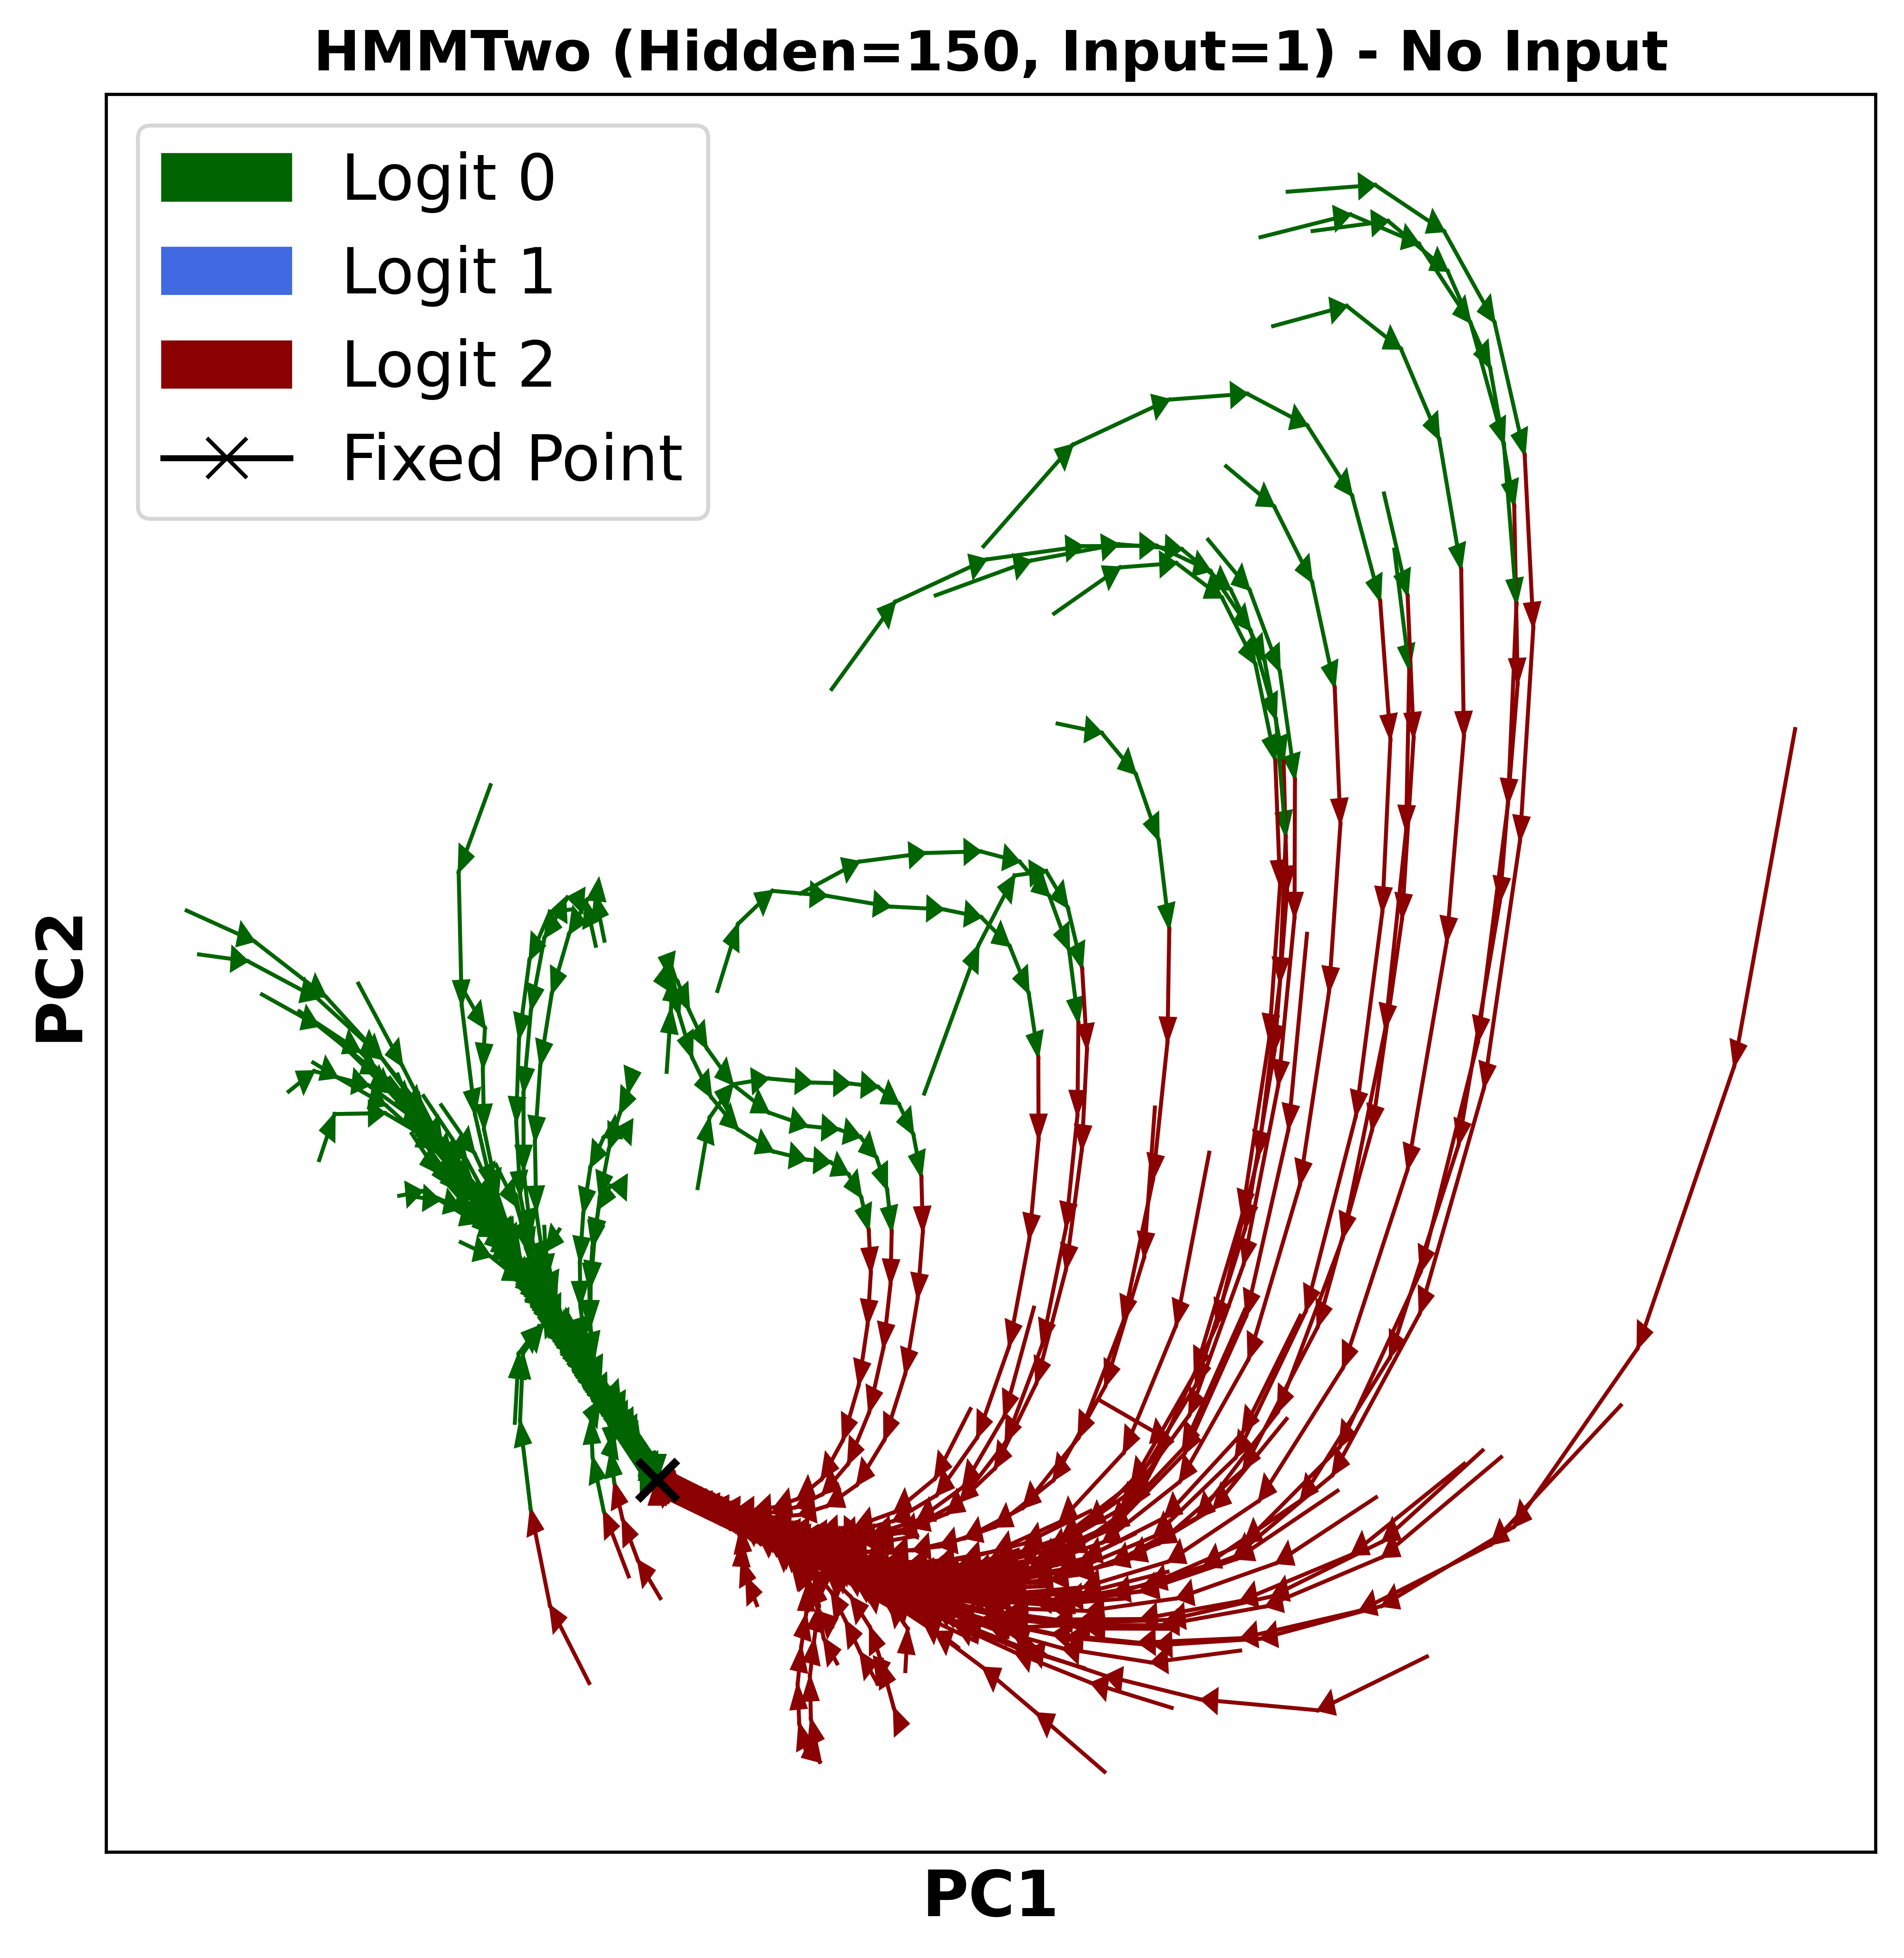 HMMTwo (Hidden=150, Input=1) - No Input
Logit 0
Logit 1
Logit 2
Fixed Point
PC2
PC1